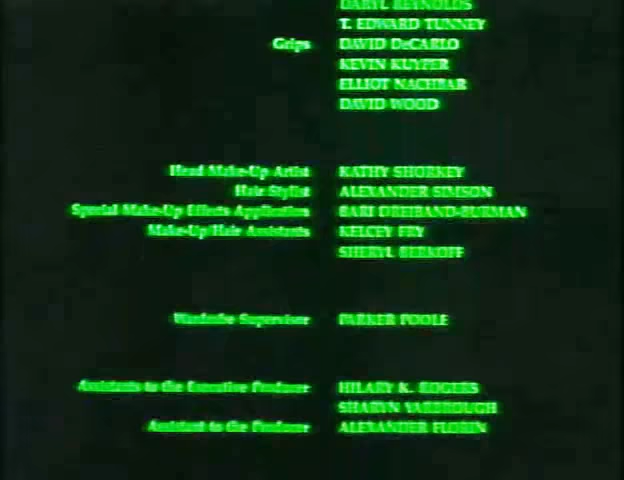 DARYL REYNOLDS
T. EDWARD TUNNEY
Grips DAVID DeCARLO
KEVIN KUYPER
ELLIOT NACHBAR
DAVID WOOD
Head Make-Up Artist KATHY SHORKEY
Hair Stylist ALEXANDER SIMSON
Special Make-Up Effects Application BARI DREIBAND-BURMAN
Make-Up/Hair Assistants KELCEY FRY
SHERYL BERKOFF
Wardrobe Supervisor PARKER POOLE
Assistants to the Executive Producer HILARY K.
SHARYN YARBROUGH
Assistant to the Producer ALEXANDER